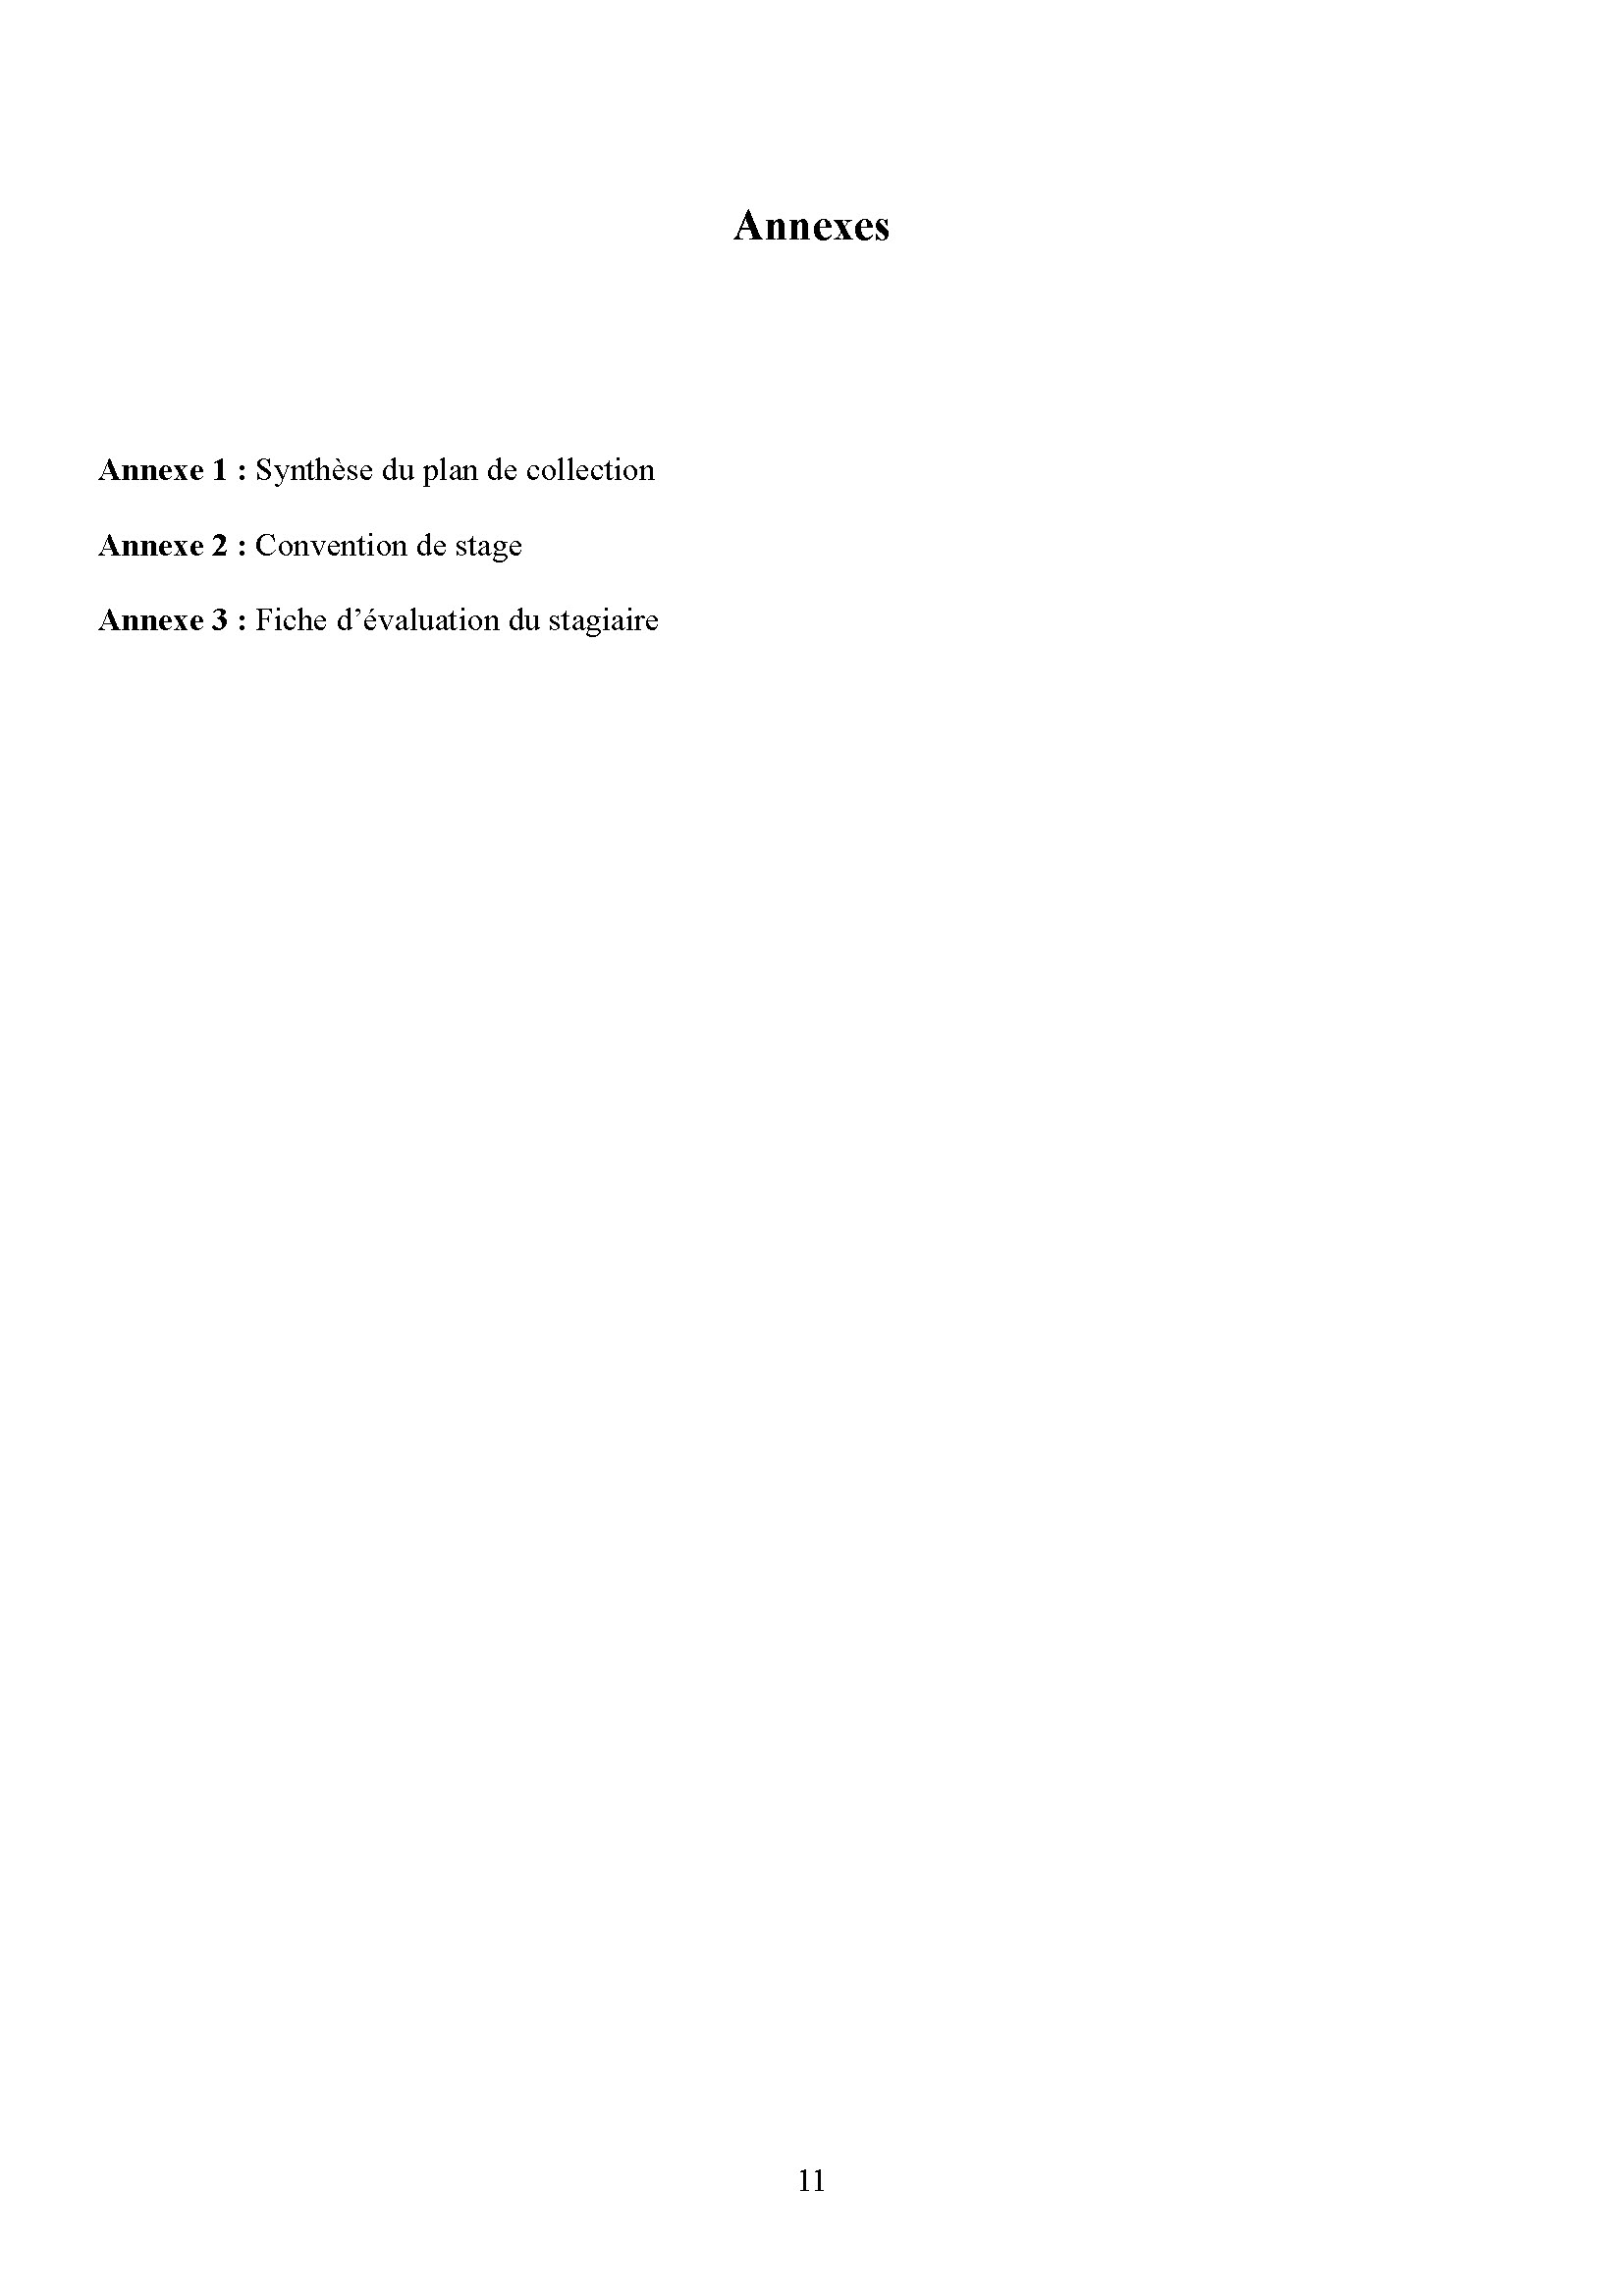 Annexes
Annexe 1 : Synthèse du plan de collection
Annexe 2 : Convention de stage
Annexe 3 : Fiche d’évaluation du stagiaire
11